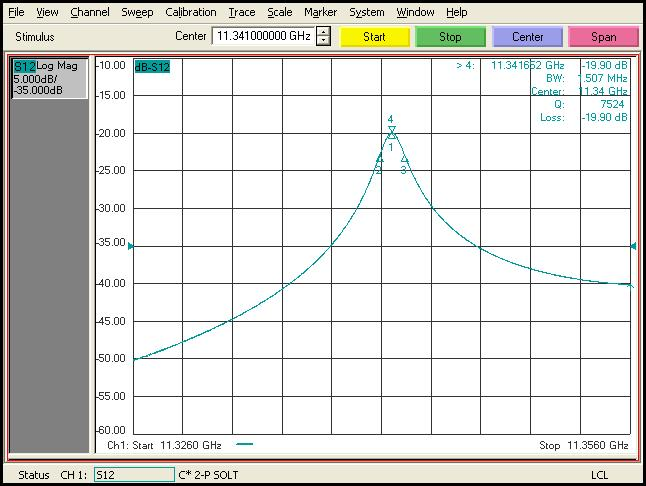 File View Channel Sweep Calibration Trace Scale Marker System Window Help
Stimulus Center 11.341000000 GHz Start Stop Center Span
S12 Log Mag
5.000dB/
-35.000dB
dB-S12
-10.00
-15.00
-20.00
-25.00
-30.00
-35.00
-40.00
-45.00
-50.00
-55.00
-60.00
> 4: 11.341652 GHz -19.90 dB
BW: 1.507 MHz
Center: 11.34 GHz
Q: 7524
Loss: -19.90 dB
4
1
2
3
Ch1: Start 11.3260 GHz Stop 11.3560 GHz
Status CH 1: S12 C* 2-P SOLT LCL